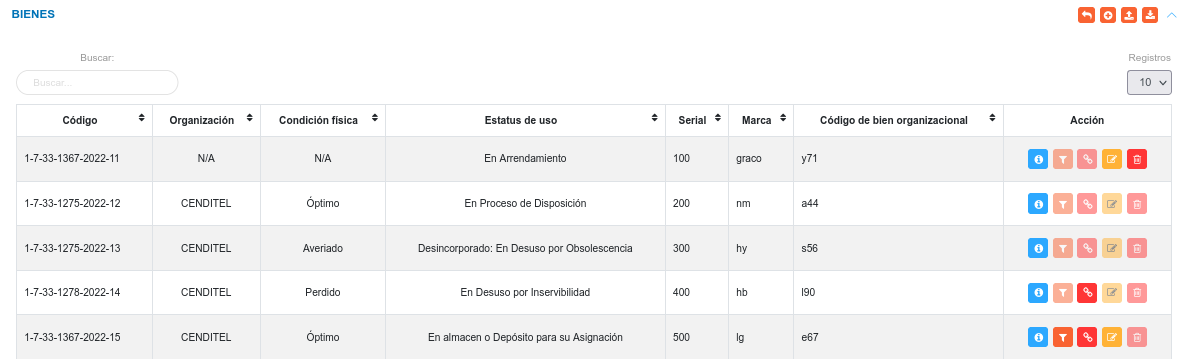 BIENES
Buscar:
Registros
Buscar...
10
Código Organización Condición física Estatus de uso Serial Marca Código de bien organizacional Acción
1-7-33-1367-2022-11 N/A N/A En Arrendamiento 100 graco y71
1-7-33-1275-2022-12 CENDITEL Óptimo En Proceso de Disposición 200 nm a44
1-7-33-1275-2022-13 CENDITEL Averiado Desincorporado: En Desuso por Obsolescencia 300 hy s56
1-7-33-1278-2022-14 CENDITEL Perdido En Desuso por Inservibilidad 400 hb l90
1-7-33-1367-2022-15 CENDITEL Óptimo En almacen o Depósito para su Asignación 500 lg e67